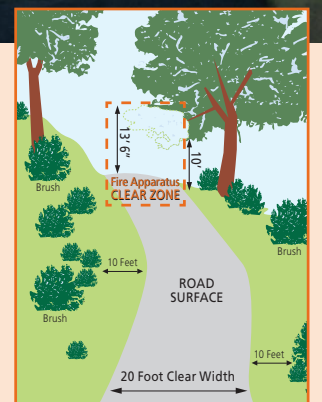 13' 6"
10'
Fire Apparatus
CLEAR ZONE
Brush
Brush
10 Feet
ROAD
SURFACE
Brush
10 Feet
20 Foot Clear Width